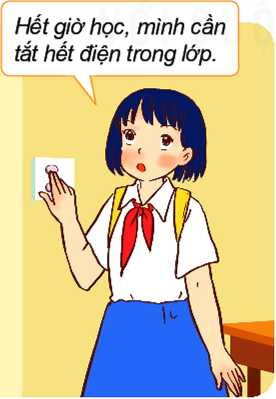 Hết giờ học, mình cần
tắt hết điện trong lớp.